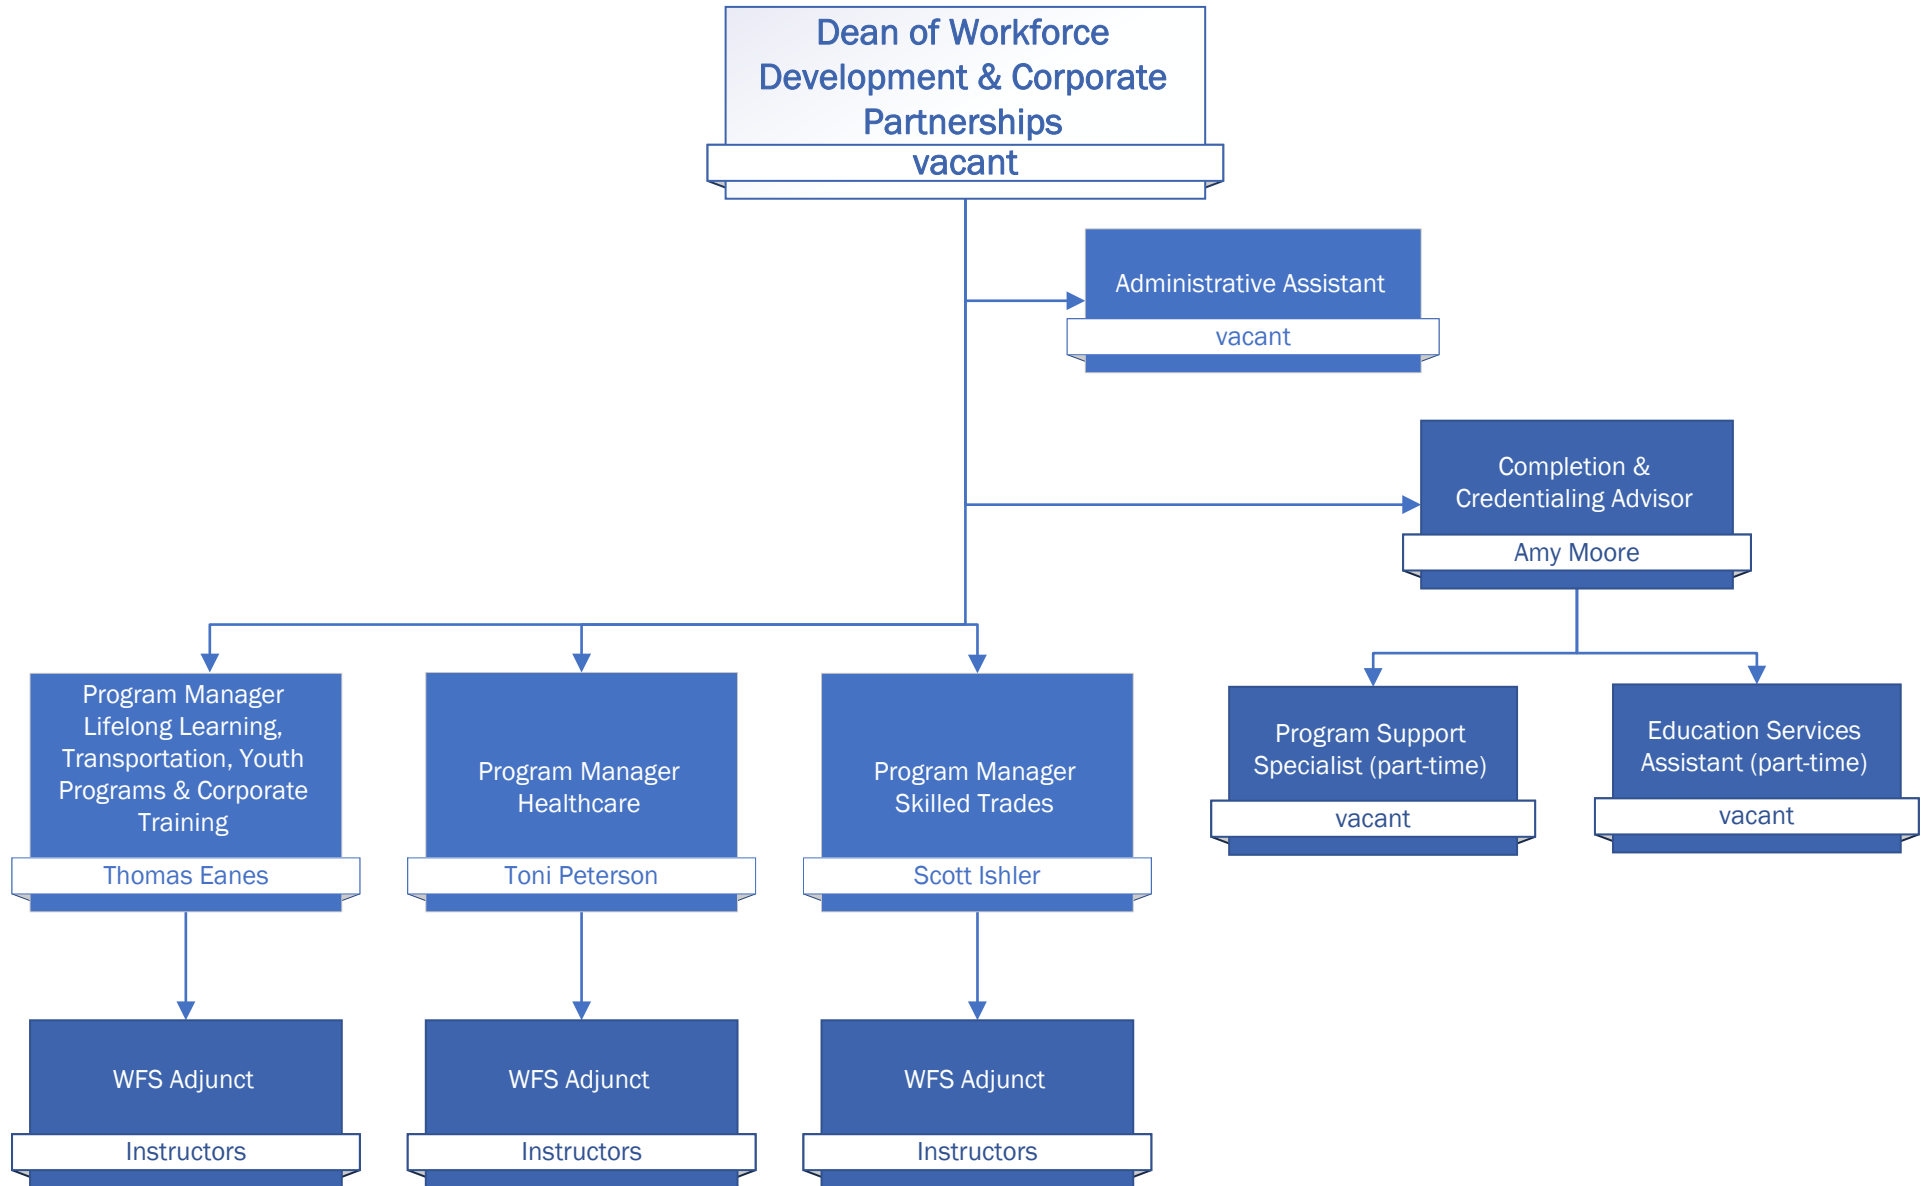 Dean of Workforce
Development & Corporate
Partnerships
vacant
Administrative Assistant
vacant
Completion &
Credentialing Advisor
Amy Moore
Program Manager
Lifelong Learning,
Transportation, Youth
Programs & Corporate
Training
Thomas Eanes
Program Manager
Healthcare
Toni Peterson
Program Manager
Skilled Trades
Scott Ishler
Program Support
Specialist (part-time)
vacant
Education Services
Assistant (part-time)
vacant
WFS Adjunct
Instructors
WFS Adjunct
Instructors
WFS Adjunct
Instructors